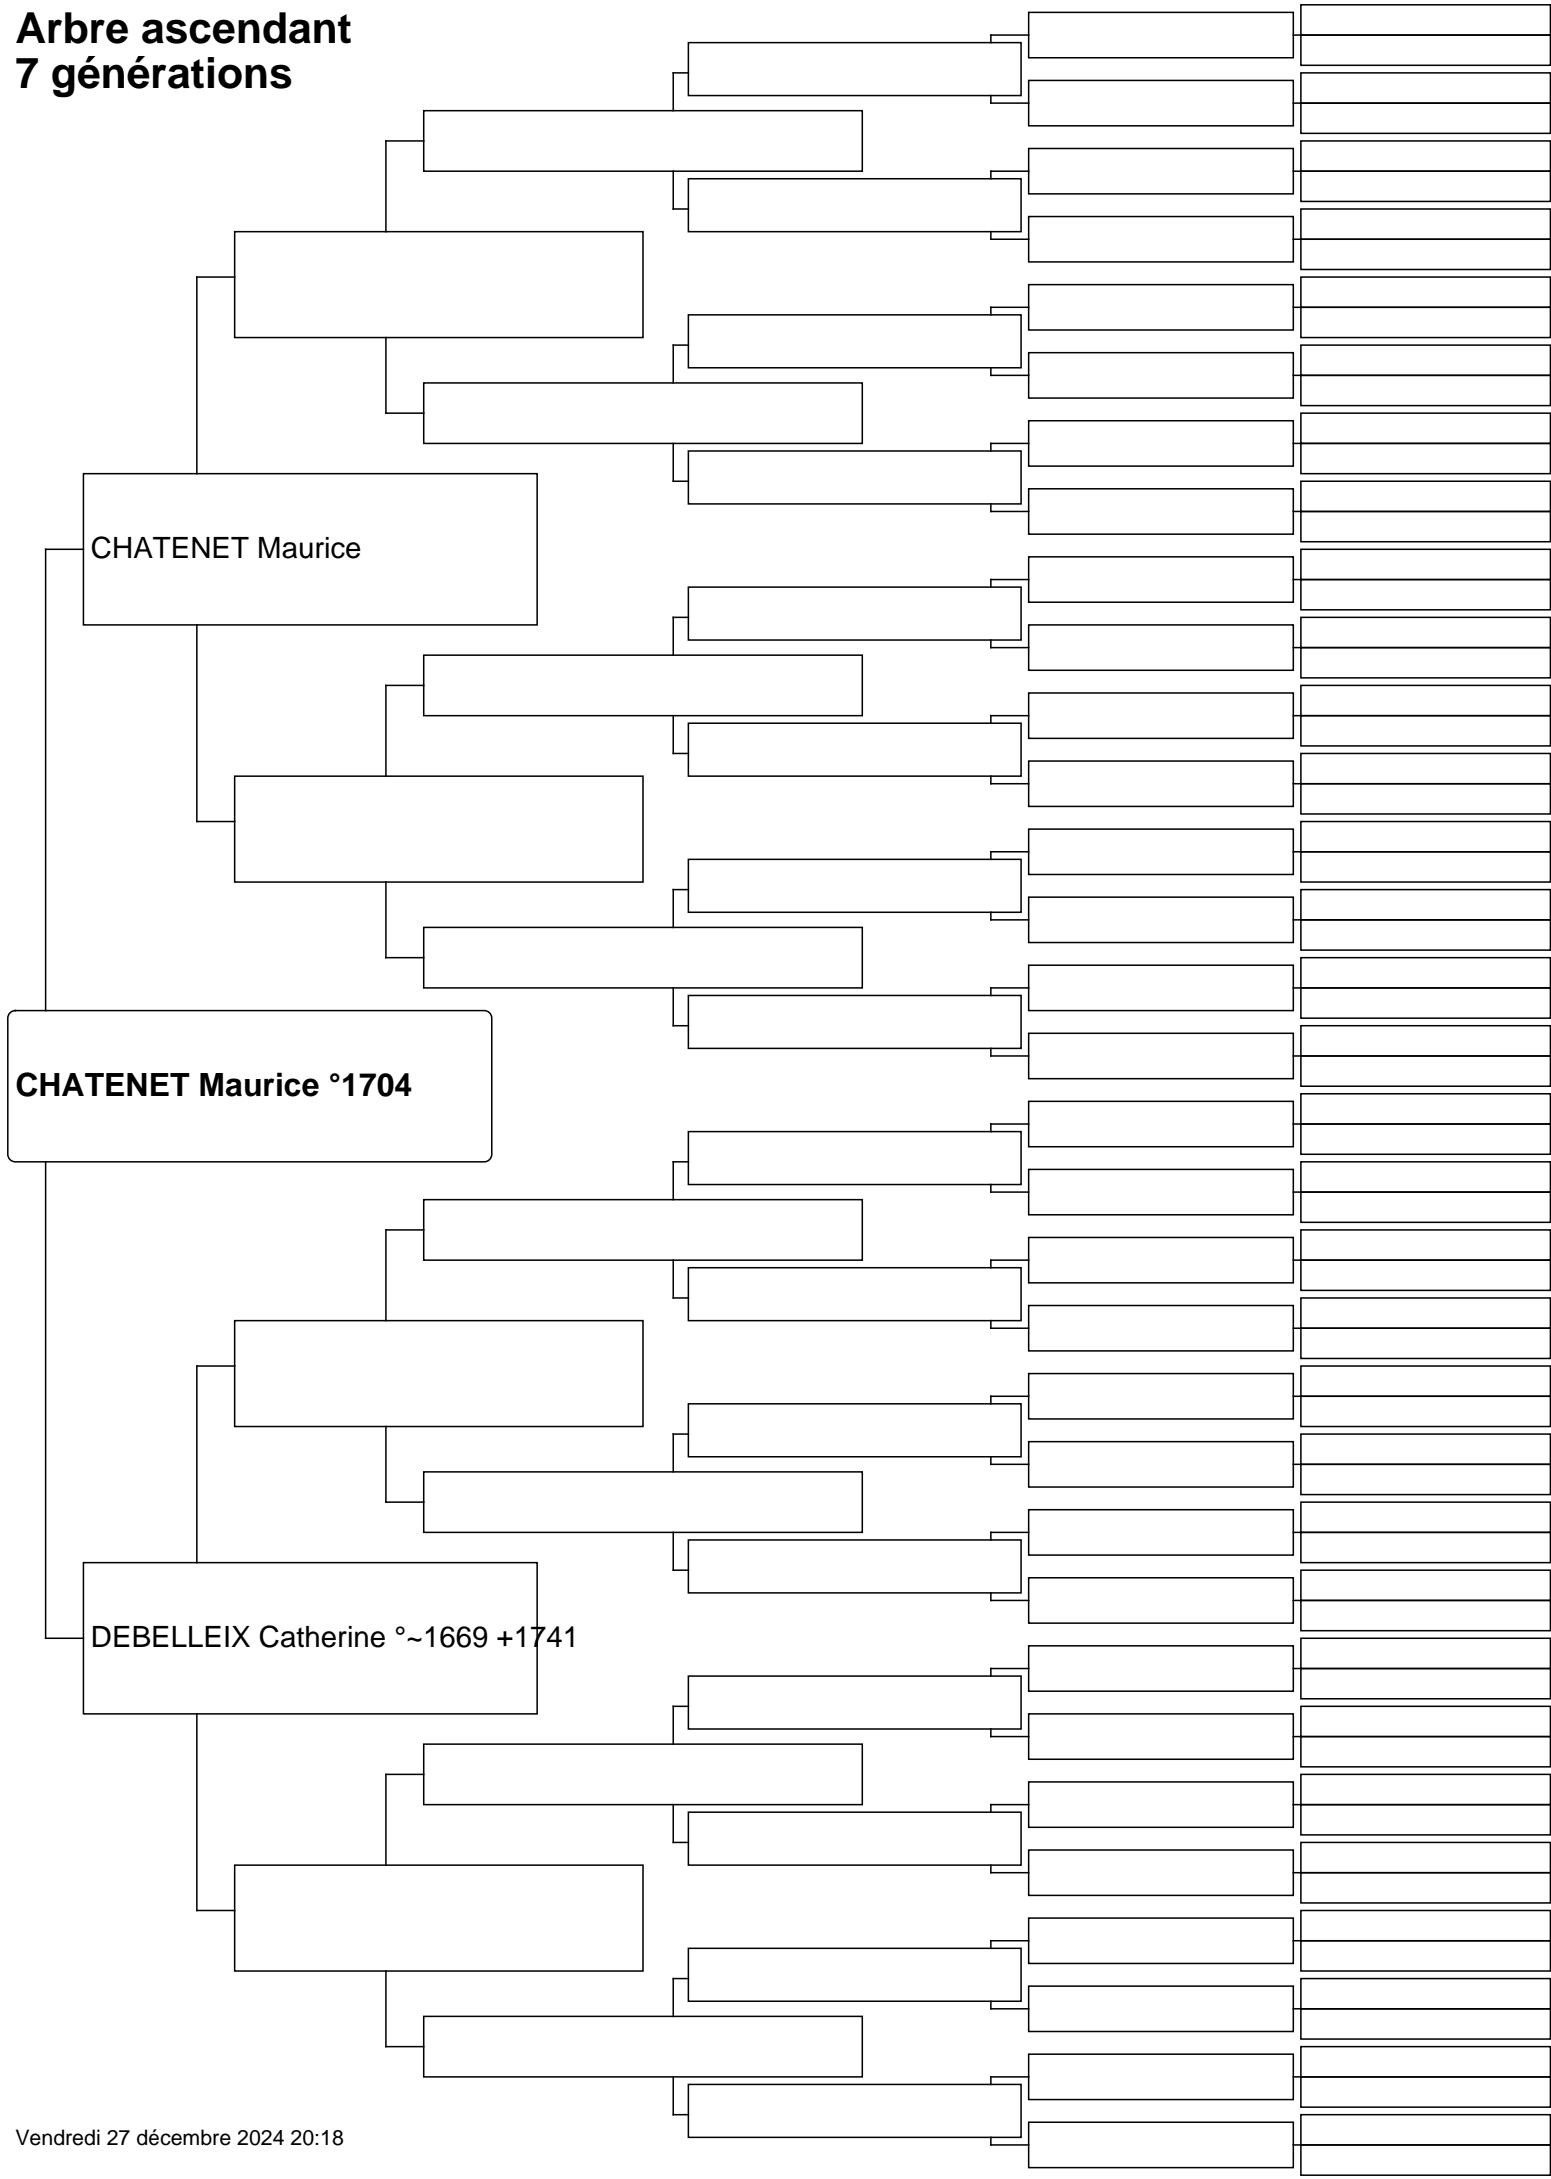 Arbre ascendant
7 générations
CHATENET Maurice
CHATENET Maurice °1704
DEBELLEIX Catherine °~1669 +1741
Vendredi 27 décembre 2024 20:18